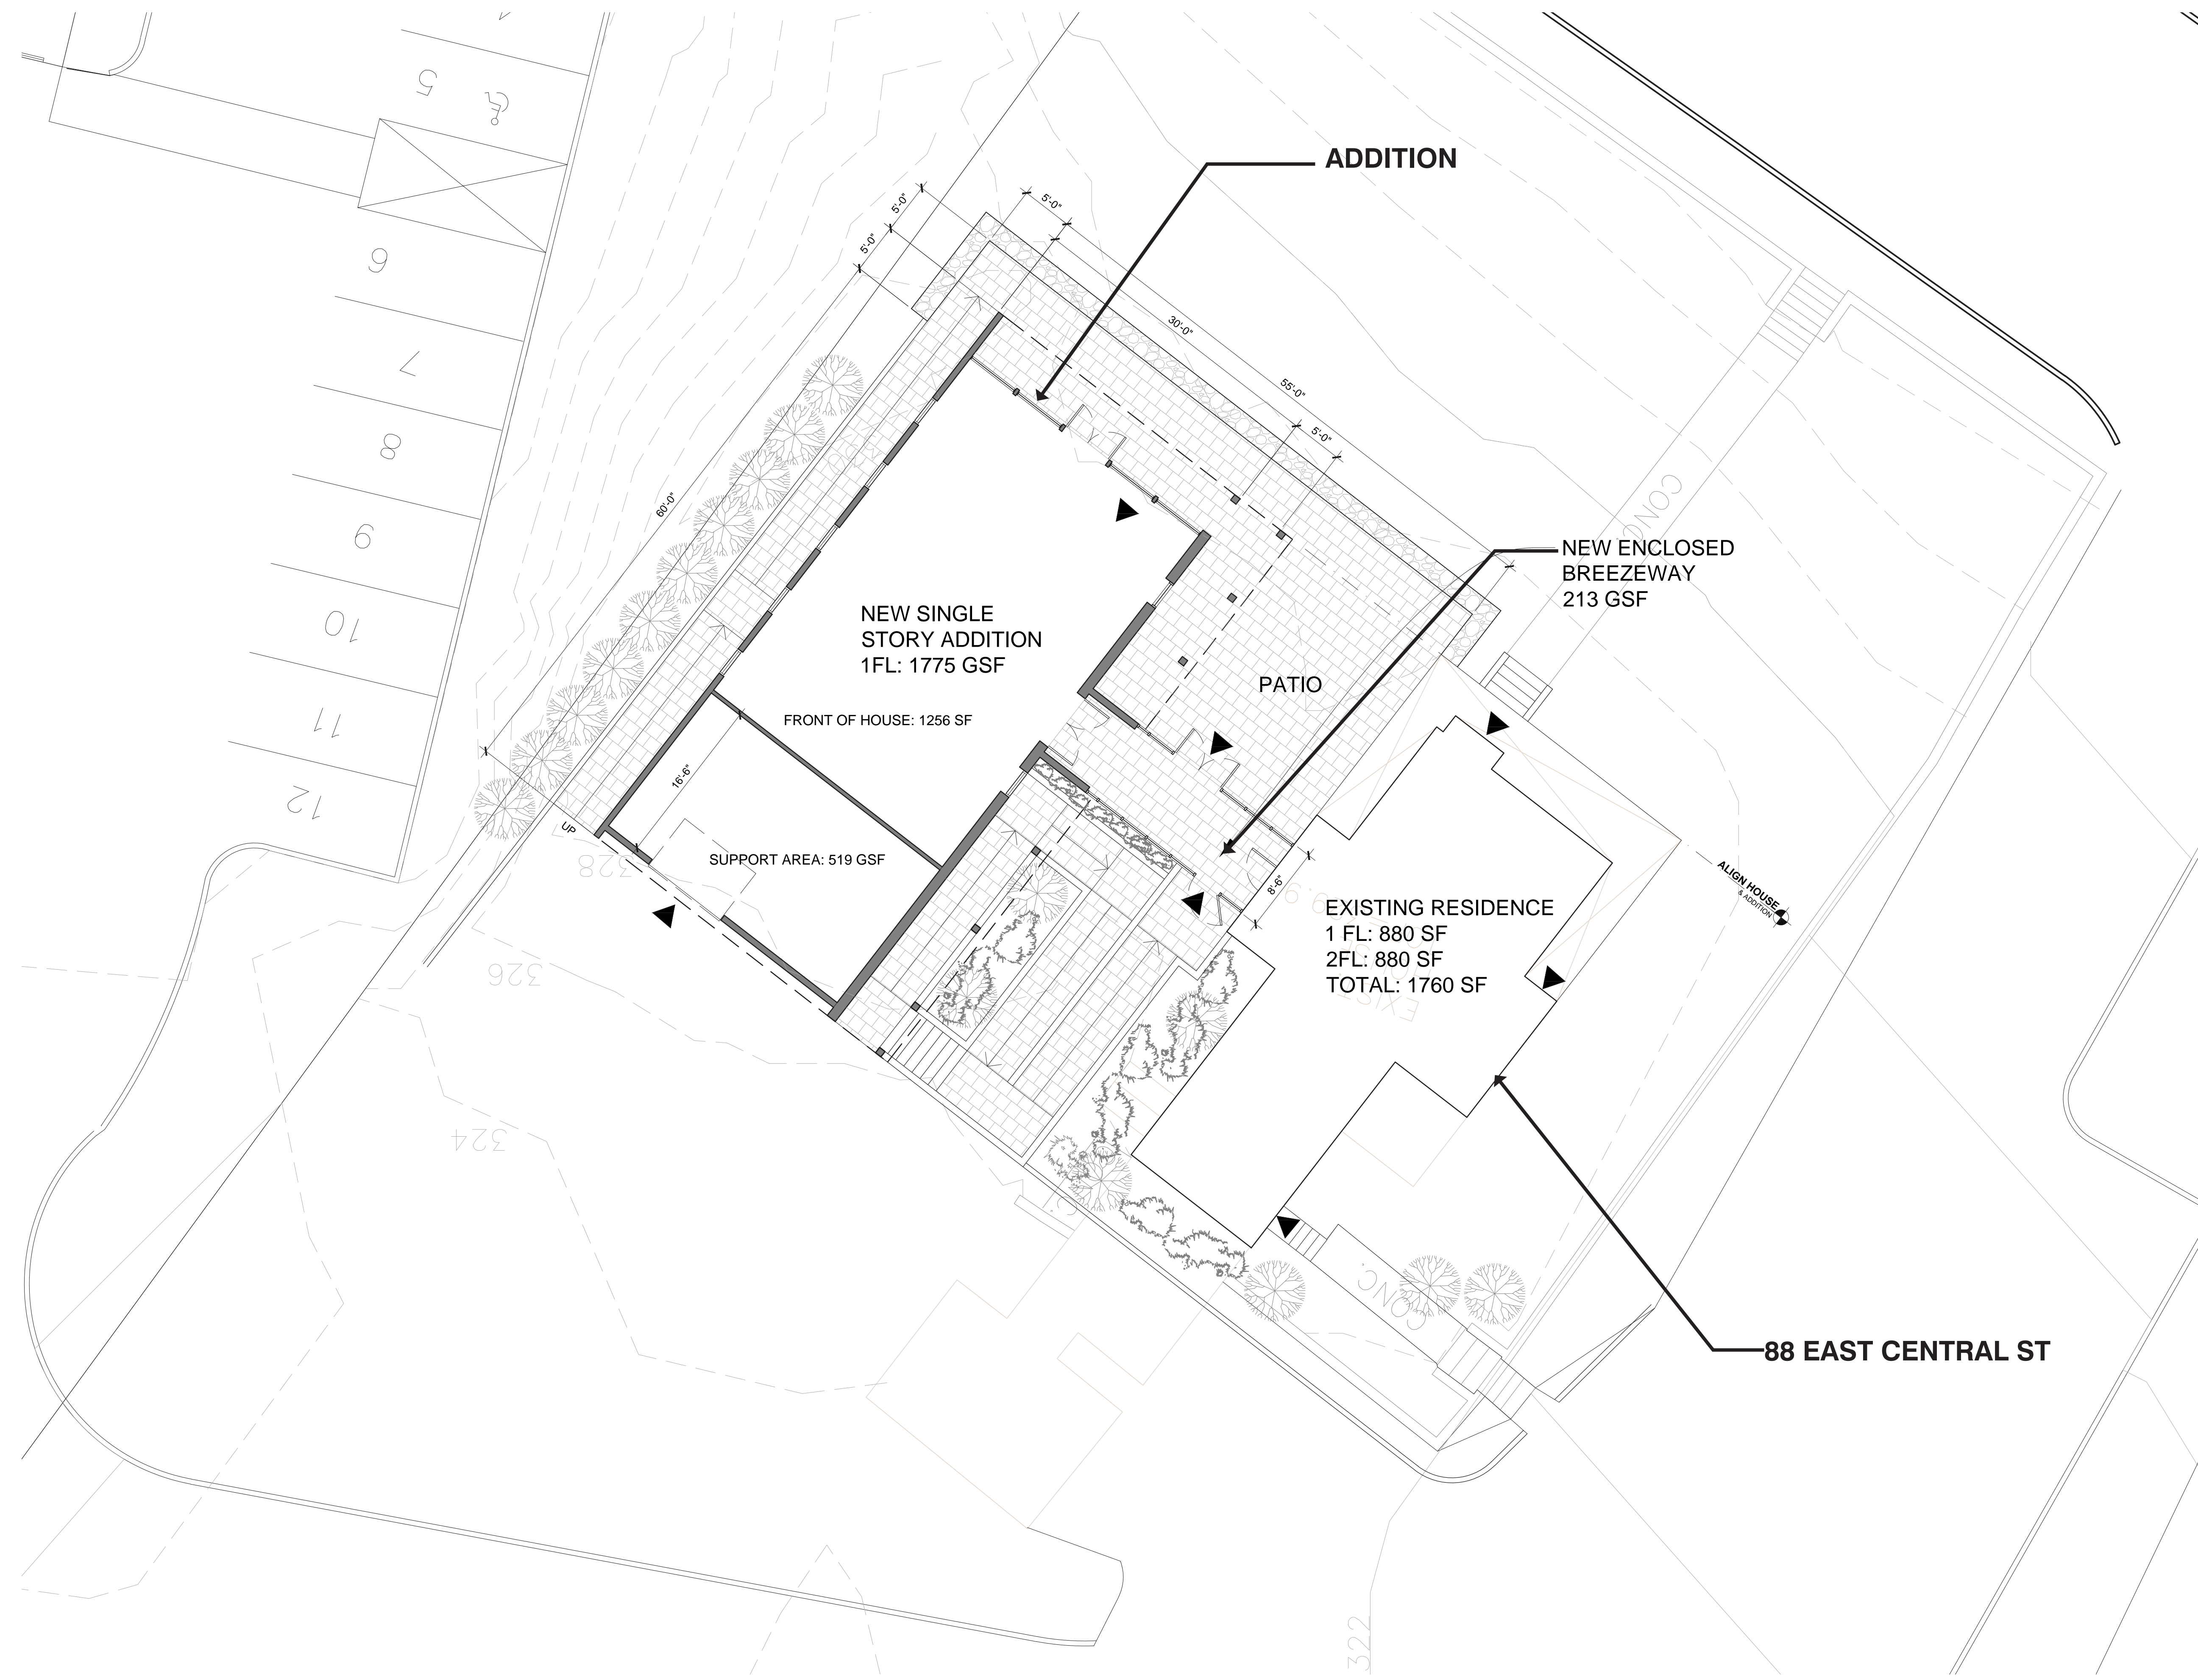 5
6
7
8
9
10
11
12
ADDITION
5'-0"
5'-0"
5'-0"
30'-0"
55'-0"
5'-0"
60'-0"
CONC
NEW ENCLOSED
BREEZEWAY
213 GSF
NEW SINGLE
STORY ADDITION
1FL: 1775 GSF
PATIO
FRONT OF HOUSE: 1256 SF
16'-6"
UP
328
SUPPORT AREA: 519 GSF
8'-6"
ALIGN HOUSE
& ADDITION
EXISTING RESIDENCE
1 FL: 880 SF
2FL: 880 SF
TOTAL: 1760 SF
EXIST
326
324
CONC.
88 EAST CENTRAL ST
322